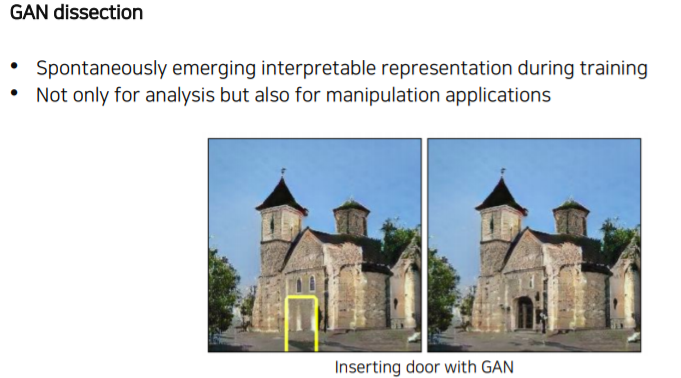 GAN dissection
• Spontaneously emerging interpretable representation during training
• Not only for analysis but also for manipulation applications
Inserting door with GAN